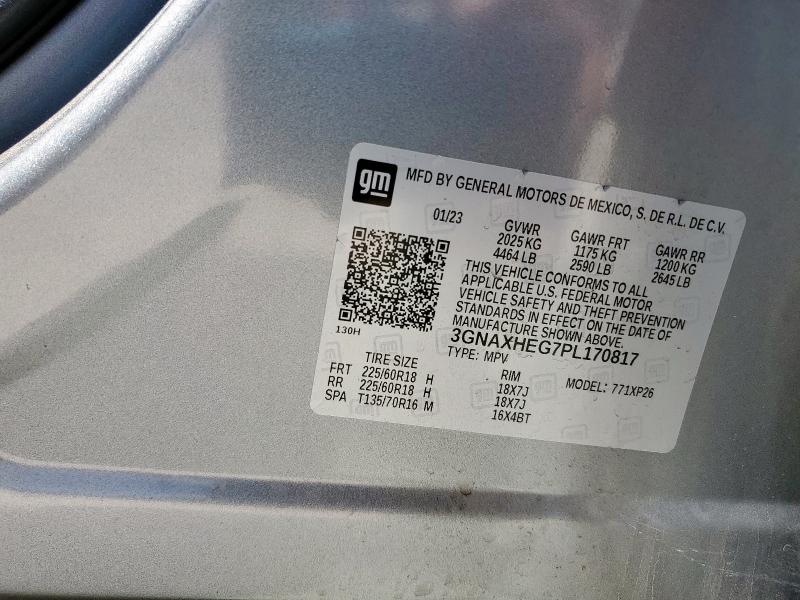 gm
MFD BY GENERAL MOTORS DE MEXICO, S. DE R.L. DE C.V.
01/23
GVWR GAWR FRT GAWR RR
2025 KG 1175 KG 1200 KG
4464 LB 2590 LB 2645 LB
THIS VEHICLE CONFORMS TO ALL
APPLICABLE U.S. FEDERAL MOTOR
VEHICLE SAFETY AND THEFT PREVENTION
STANDARDS IN EFFECT ON THE DATE OF
MANUFACTURE SHOWN ABOVE.
130H
3GNAXHEG7PL170817
TYPE: MPV
MODEL: 771XP26
TIRE SIZE RIM
FRT 225/60R18 H 18X7J
RR 225/60R18 H 18X7J
SPA T135/70R16 M 16X4BT